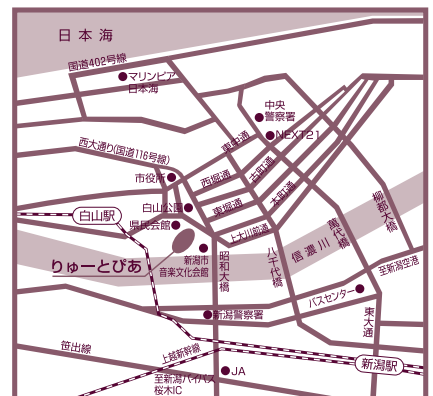 日本海
国道402号線
マリンピア
日本海
中央
警察署
NEXT21
東中通
西大通り(国道116号線)
市役所
西堀通
古町通
本町通
東堀通
白山公園
白山駅
県民会館
上大川前通
柳都大橋
萬代橋
信濃川
りゅーとぴあ
新潟市
音楽文化会館
昭和大橋
八千代橋
至新潟空港
バスセンター
新潟警察署
東大通
笹出線
上越新幹線
新潟駅
至新潟バイパス
桜木IC
JA